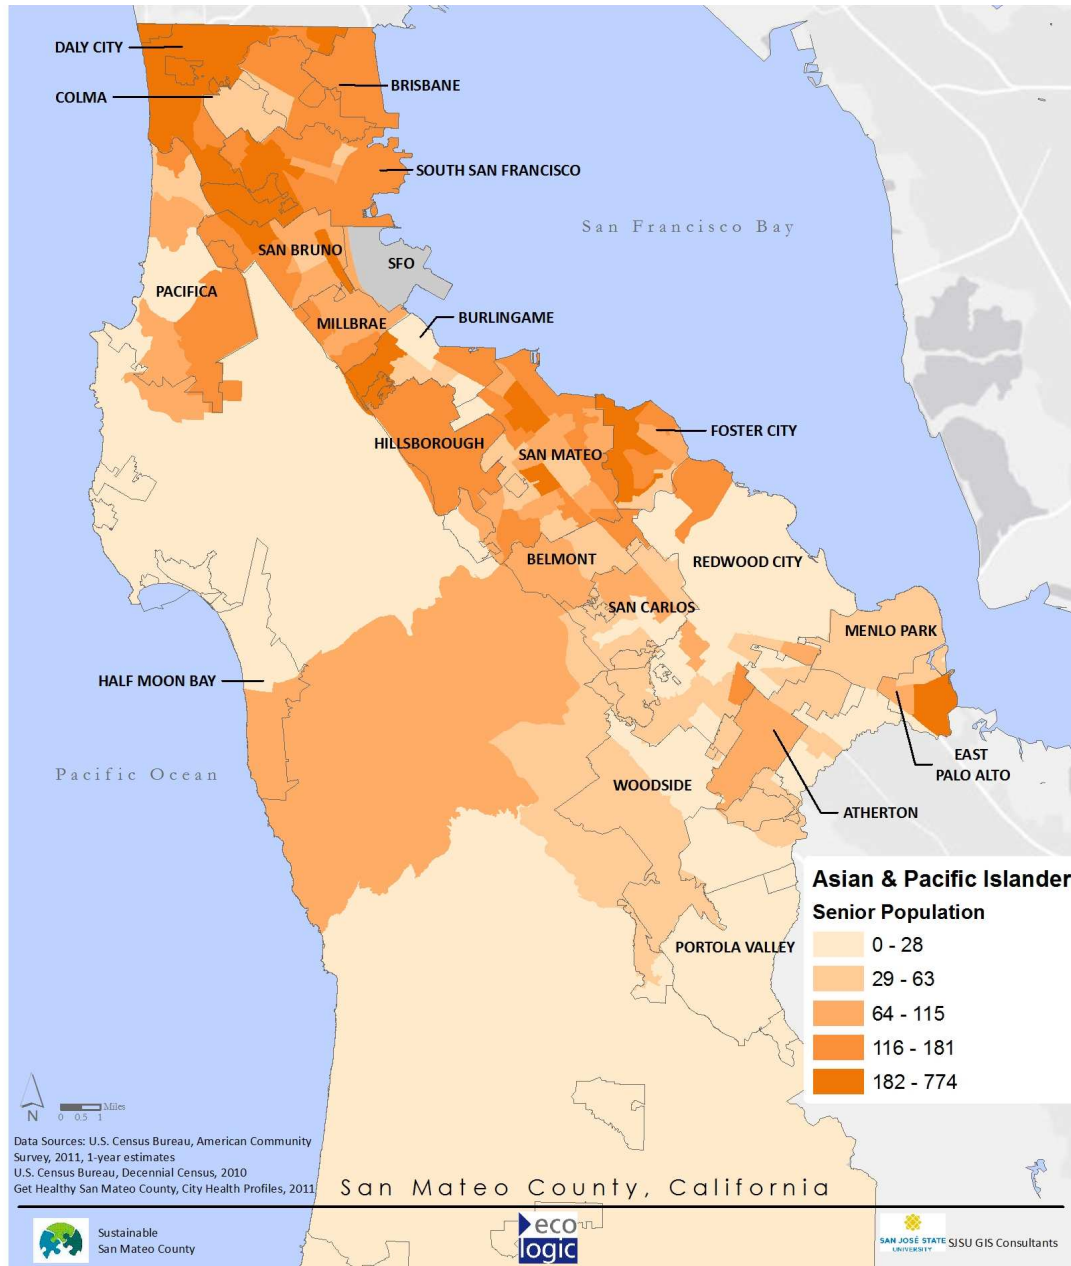 DALY CITY
COLMA
BRISBANE
SOUTH SAN FRANCISCO
San Francisco Bay
SAN BRUNO
SFO
PACIFICA
MILLBRAE
BURLINGAME
HILLSBOROUGH
SAN MATEO
FOSTER CITY
BELMONT
REDWOOD CITY
SAN CARLOS
MENLO PARK
HALF MOON BAY
EAST
PALO ALTO
Pacific Ocean
WOODSIDE
ATHERTON
PORTOLA VALLEY
Asian & Pacific Islander
Senior Population
0 - 28
29 - 63
64 - 115
116 - 181
182 - 774
N
Miles
0 0.5 1
Data Sources: U.S. Census Bureau, American Community
Survey, 2011, 1-year estimates
U.S. Census Bureau, Decennial Census, 2010
Get Healthy San Mateo County, City Health Profiles, 2011
San Mateo County, California
Sustainable
San Mateo County
eco
logic
SAN JOSÉ STATE
UNIVERSITY
SJSU GIS Consultants